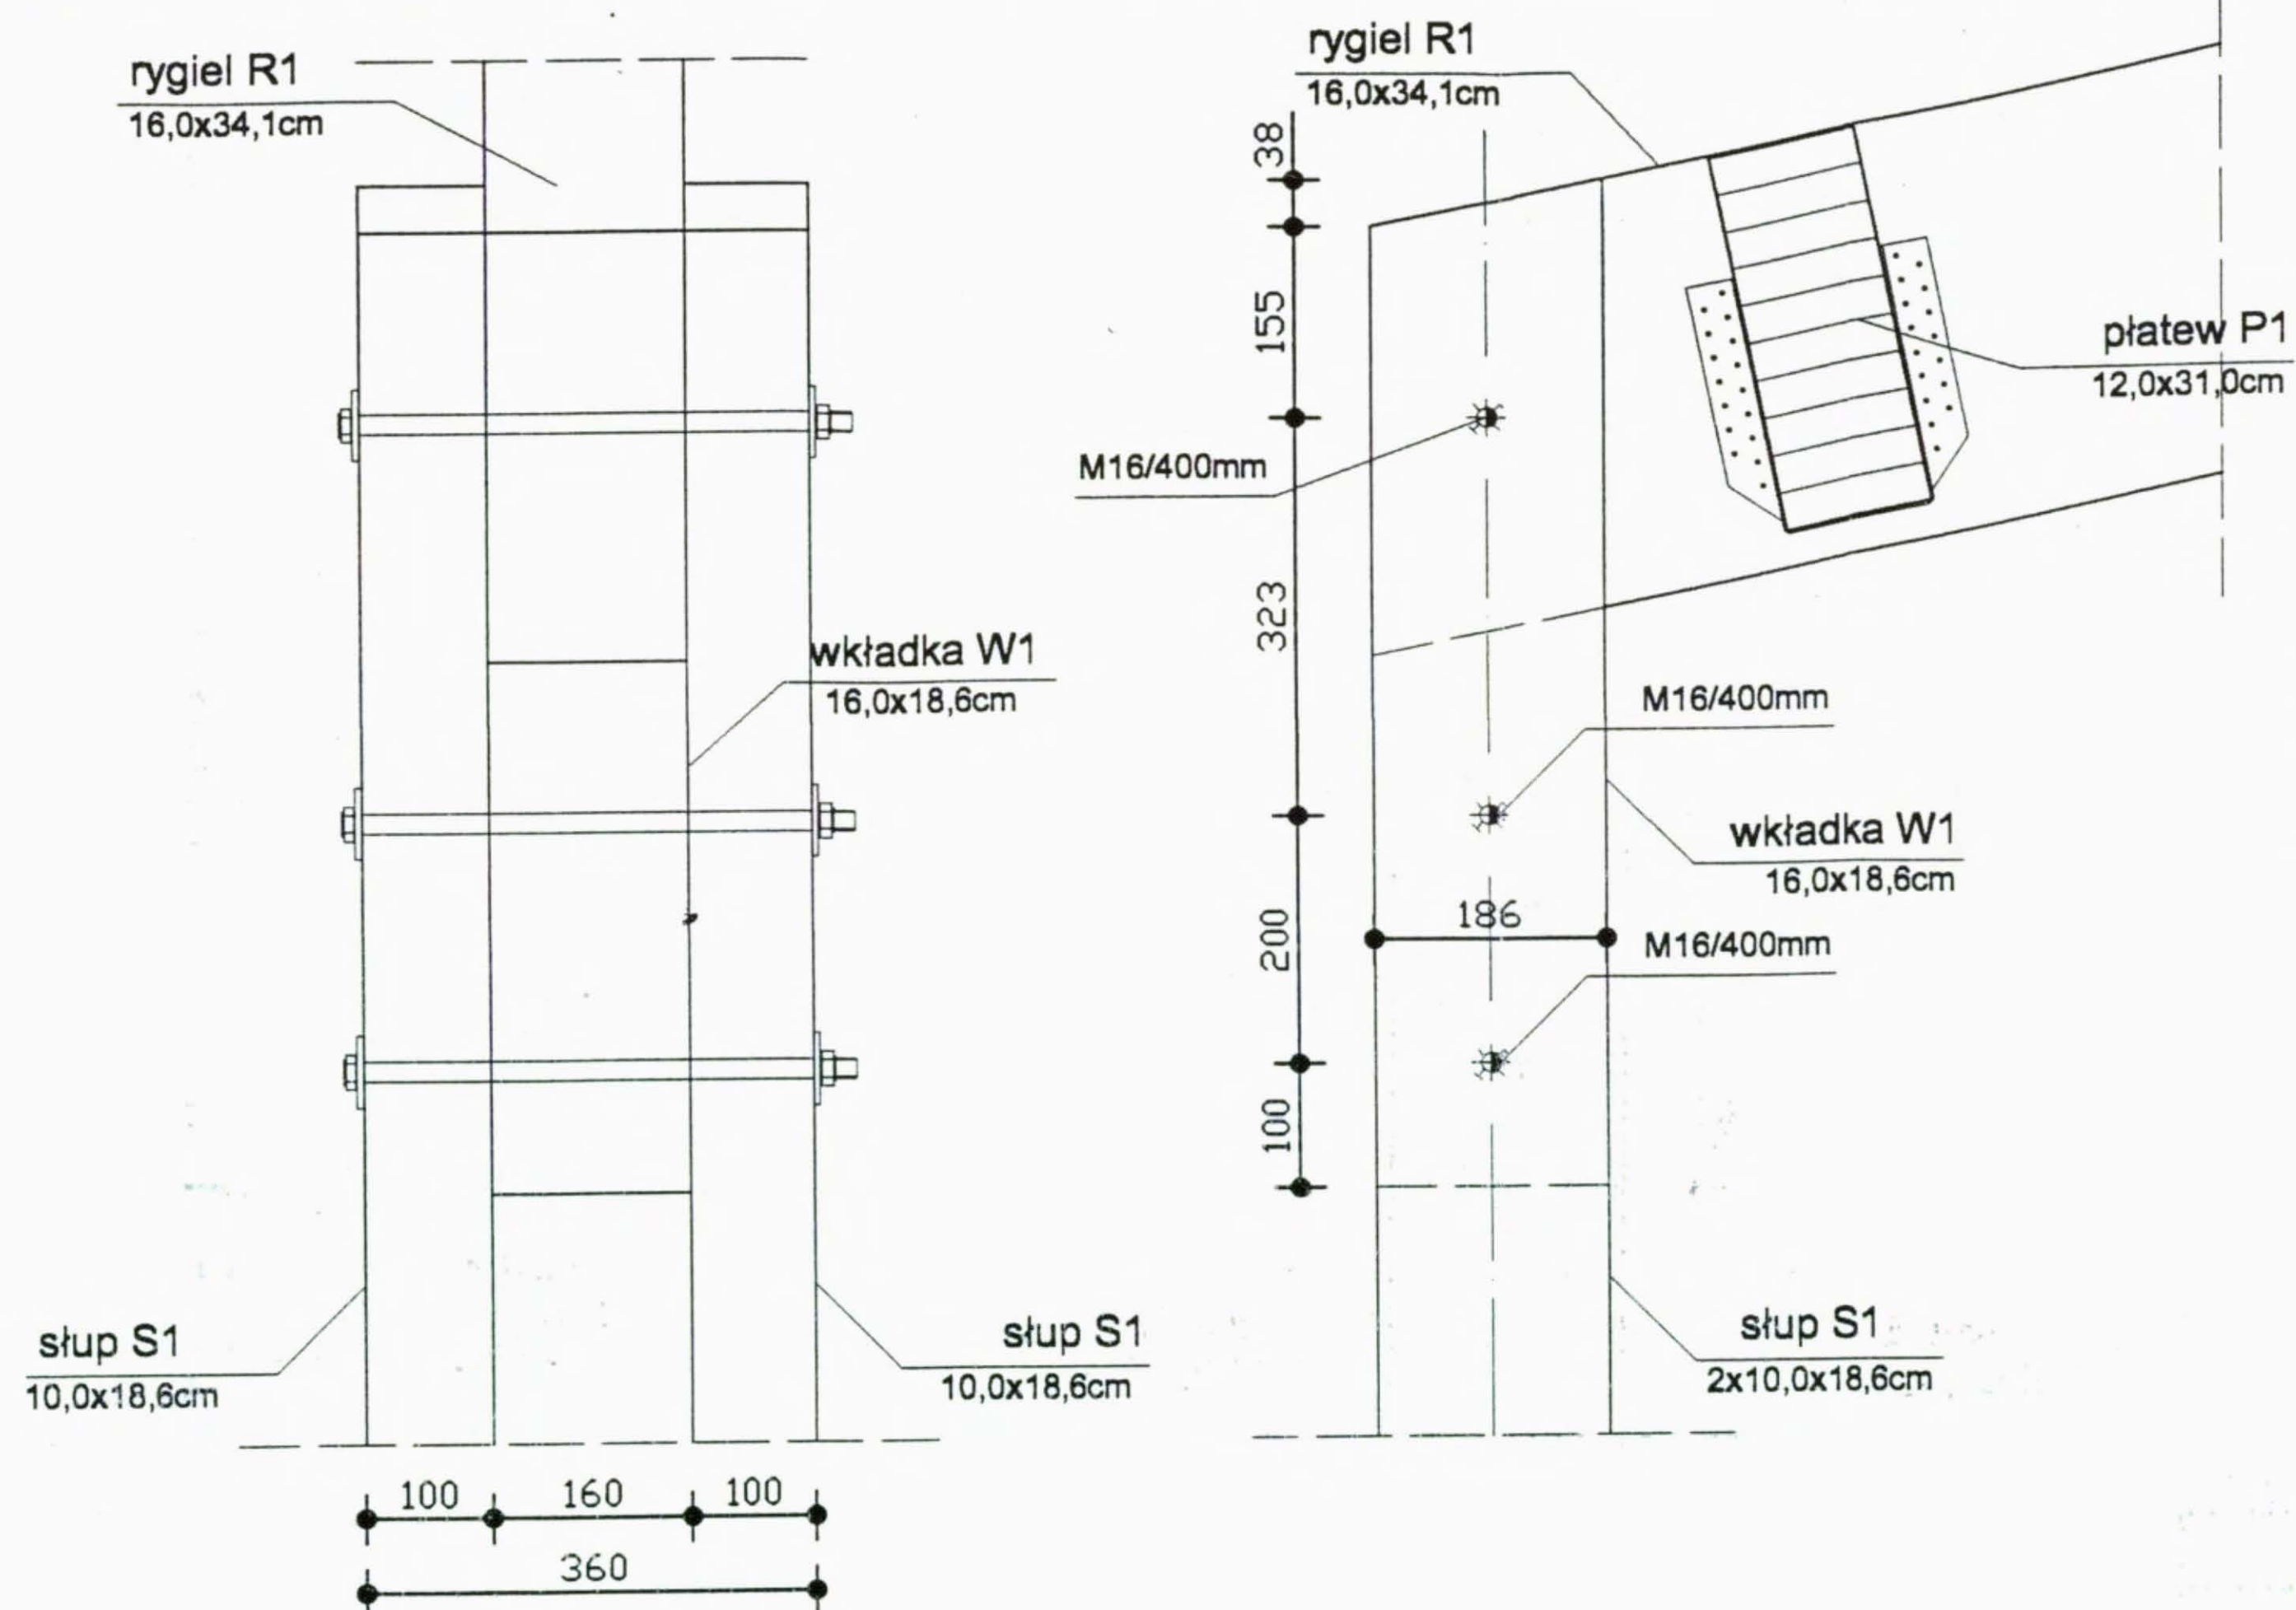 rygiel R1
16,0x34,1cm
wkładka W1
16,0x18,6cm
słup S1
10,0x18,6cm
słup S1
10,0x18,6cm
100
160
100
360
rygiel R1
16,0x34,1cm
38
155
323
200
100
M16/400mm
płatew P1
12,0x31,0cm
M16/400mm
wkładka W1
16,0x18,6cm
186
M16/400mm
słup S1
2x10,0x18,6cm